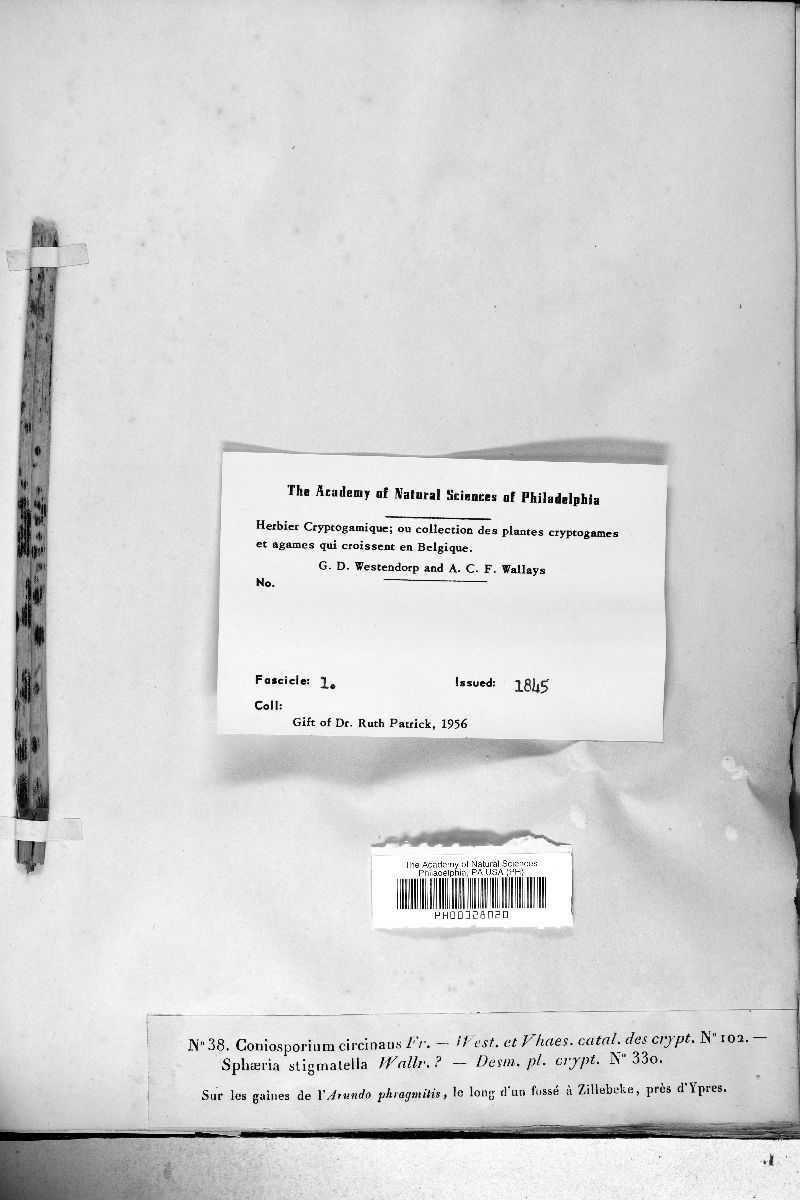 The Academy of Natural Sciences of Philadelphia
Herbier Cryptogamique; ou collection des plantes cryptogames
et agames qui croissent en Belgique.
G. D. Westendorp and A. C. F. Wallays
No.
Fascicle: 1.
Issued: 1845
Coll:
Gift of Dr. Ruth Patrick, 1956
The Academy of Natural Sciences
Philadelphia, PA USA (PH)
PH00328020
N° 38. Coniosporium circinans Fr. — West. et Vhaes. catal. des crypt. N° 102. —
Sphæria stigmatella Wallr. ? — Desm. pl. crypt. N° 330.
Sur les gaines de l'Arundo phragmitis, le long d'un fossé à Zillebeke, près d'Ypres.